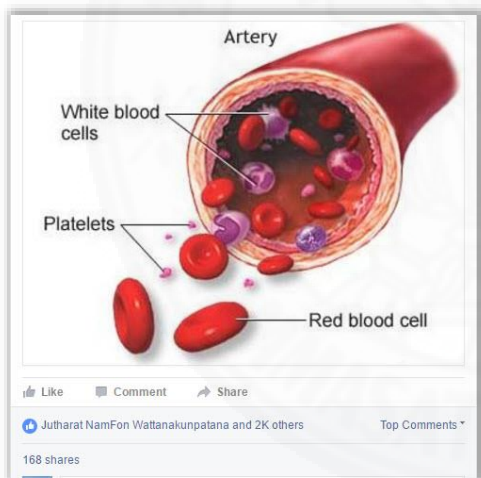 Artery
White blood
cells
Platelets
Red blood cell
Like Comment Share
Jutharat NamFon Wattanakunpatana and 2K others Top Comments
168 shares